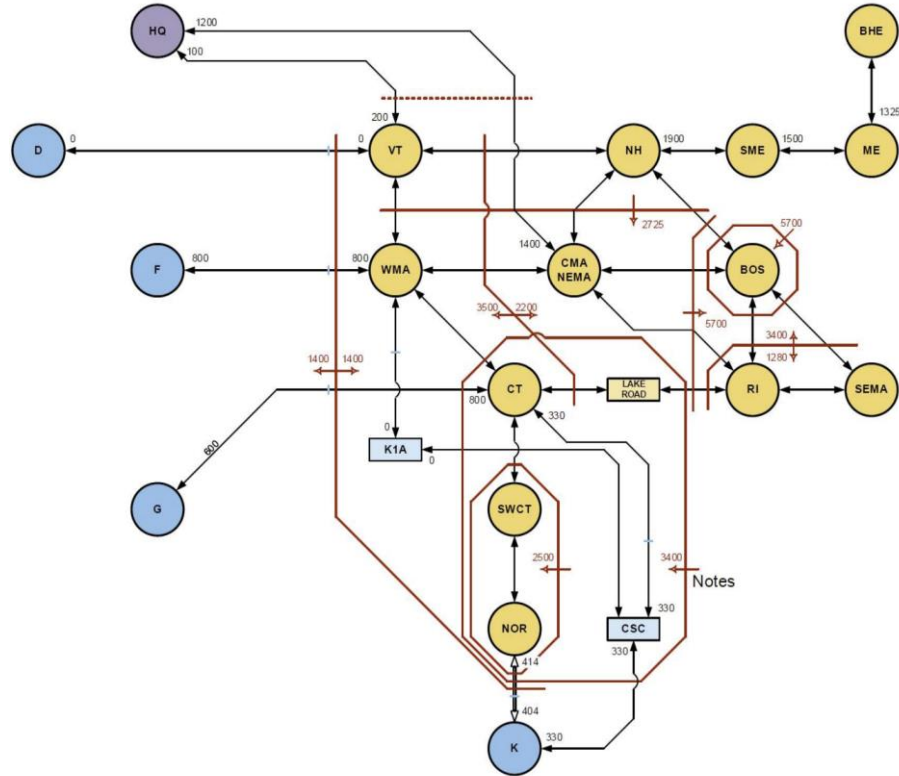 HQ
1200
BHE
100
1325
200
0
0
1900
1500
D
VT
NH
SME
ME
2725
5700
1400
800
800
F
WMA
CMA
NEMA
BOS
3500
2200
5700
3400
1280
1400
1400
CT
LAKE
ROAD
RI
SEMA
800
330
0
600
K1A
0
G
SWCT
2500
3400
Notes
330
NOR
CSC
330
414
404
K
330